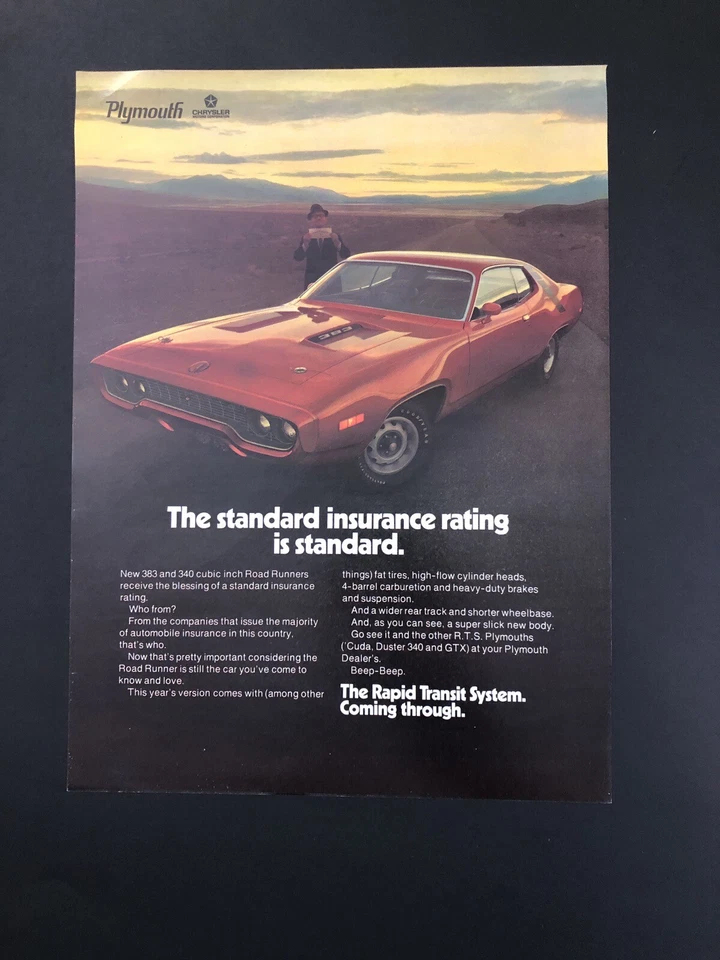 Plymouth
CHRYSLER
MOTORS CORPORATION
383
GOODYEAR
The standard insurance rating
is standard.
New 383 and 340 cubic inch Road Runners
receive the blessing of a standard insurance
rating.
Who from?
From the companies that issue the majority
of automobile insurance in this country,
that's who.
Now that's pretty important considering the
Road Runner is still the car you've come to
know and love.
This year's version comes with (among other
things) fat tires, high-flow cylinder heads,
4-barrel carburetion and heavy-duty brakes
and suspension.
And a wider rear track and shorter wheelbase.
And, as you can see, a super slick new body.
Go see it and the other R.T.S. Plymouths
('Cuda, Duster 340 and GTX) at your Plymouth
Dealer's.
Beep-Beep.
The Rapid Transit System.
Coming through.